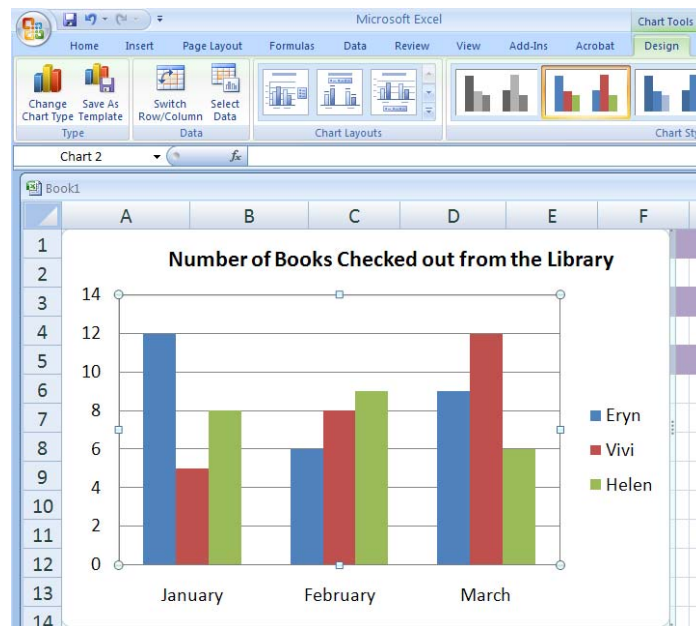 Microsoft Excel
Chart Tools
Home Insert Page Layout Formulas Data Review View Add-Ins Acrobat Design
Change Chart Type
Save As Template
Switch Row/Column
Select Data
Type Data Chart Layouts Chart St
Chart 2 fx
Book1
A B C D E F
1
2
3
4
5
6
7
8
9
10
11
12
13
14
Number of Books Checked out from the Library
14
12
10
8
6
4
2
0
January February March
Eryn
Vivi
Helen